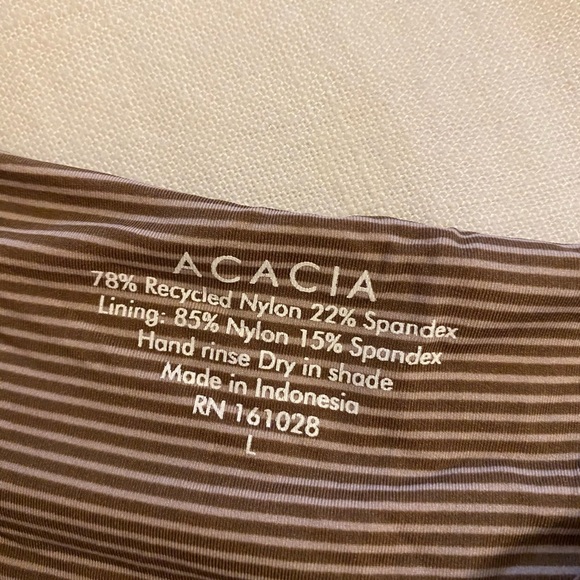 ACACIA
78% Recycled Nylon 22% Spandex
Lining: 85% Nylon 15% Spandex
Hand rinse Dry in shade
Made in Indonesia
RN 161028
L